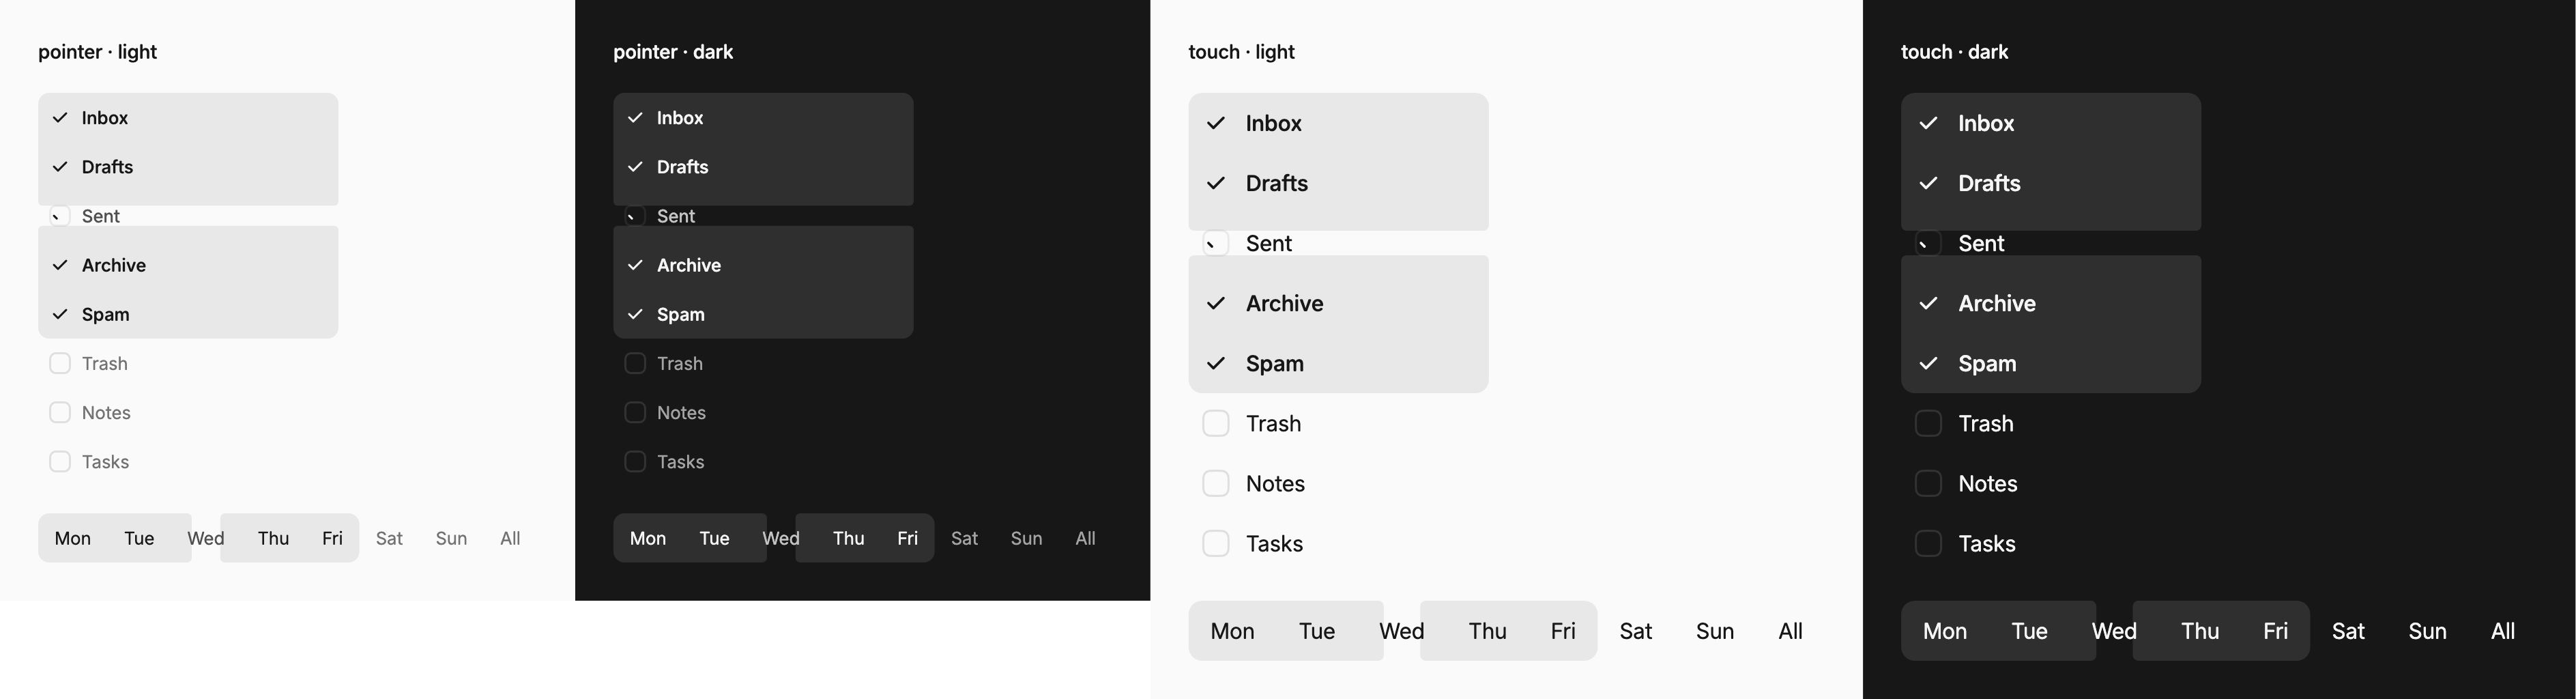 pointer · light
Inbox
Drafts
Sent
Archive
Spam
Trash
Notes
Tasks
Mon Tue Wed Thu Fri Sat Sun All
pointer · dark
Inbox
Drafts
Sent
Archive
Spam
Trash
Notes
Tasks
Mon Tue Wed Thu Fri Sat Sun All
touch · light
Inbox
Drafts
Sent
Archive
Spam
Trash
Notes
Tasks
Mon Tue Wed Thu Fri Sat Sun All
touch · dark
Inbox
Drafts
Sent
Archive
Spam
Trash
Notes
Tasks
Mon Tue Wed Thu Fri Sat Sun All